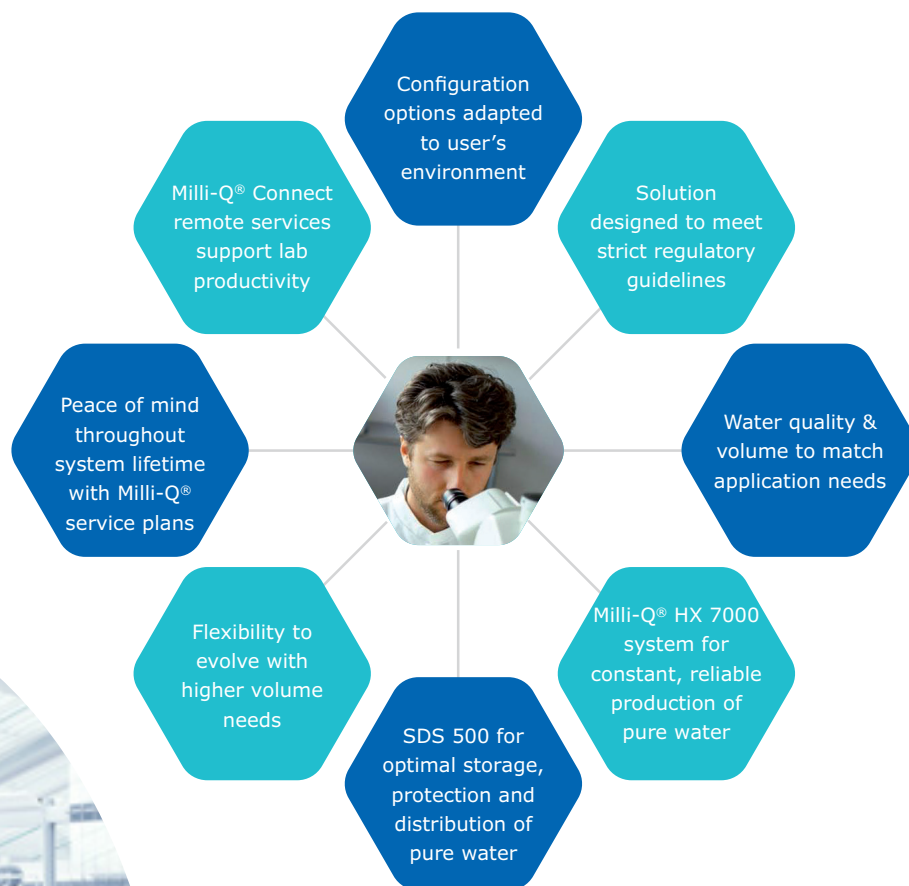 Configuration
options adapted
to user’s
environment
Solution
designed to meet
strict regulatory
guidelines
Water quality &
volume to match
application needs
Milli-Q® HX 7000
system for
constant, reliable
production of
pure water
SDS 500 for
optimal storage,
protection and
distribution of
pure water
Flexibility to
evolve with
higher volume
needs
Peace of mind
throughout
system lifetime
with Milli-Q®
service plans
Milli-Q® Connect
remote services
support lab
productivity